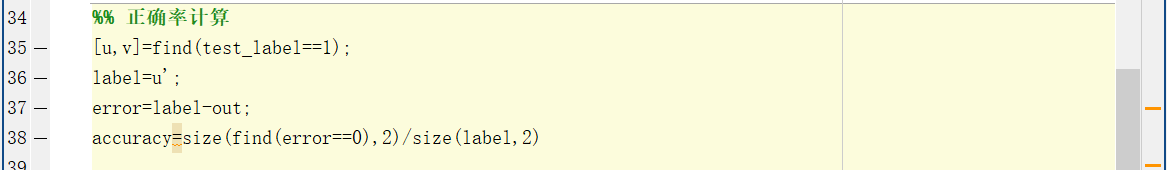 34 %% 正确率计算
35 — [u,v]=find(test_label==1);
36 — label=u';
37 — error=label-out;
38 — accuracy=size(find(error==0),2)/size(label,2)
39